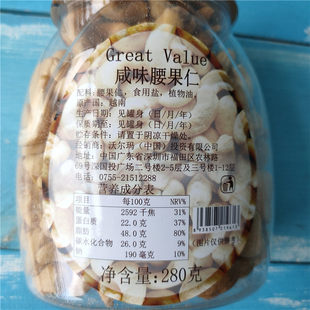 Great Value
咸味腰果仁
配料：腰果仁，食用盐，植物油，
原产国：越南
生产日期：见罐身（日/月/年）
保质期至：见罐身（日/月/年）
贮存条件：请置于阴凉干燥处。
经销商：沃尔玛（中国）投资有限公司
地址：中国广东省深圳市福田区农林路
69号深国投广场二号楼2-5层及三号楼1-12层
电话：0755-21512288
营养成分表
项目 每100克 NRV%
能量 2592 千焦 31%
蛋白质 22.0 克 37%
脂肪 48.0 克 80%
碳水化合物 26.0 克 9%
钠 190 毫克 10%
(图片仅供
净含量:280克